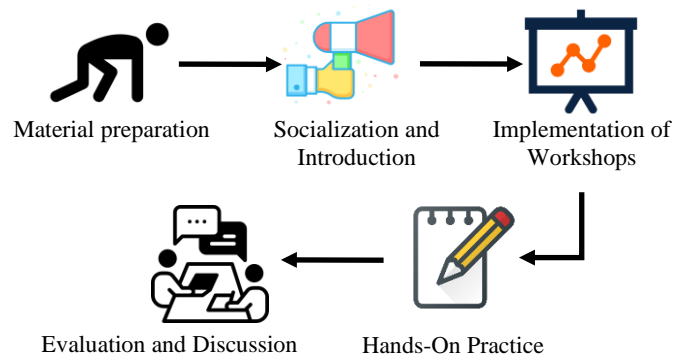 Material preparation
Socialization and
Introduction
Implementation of
Workshops
Hands-On Practice
Evaluation and Discussion